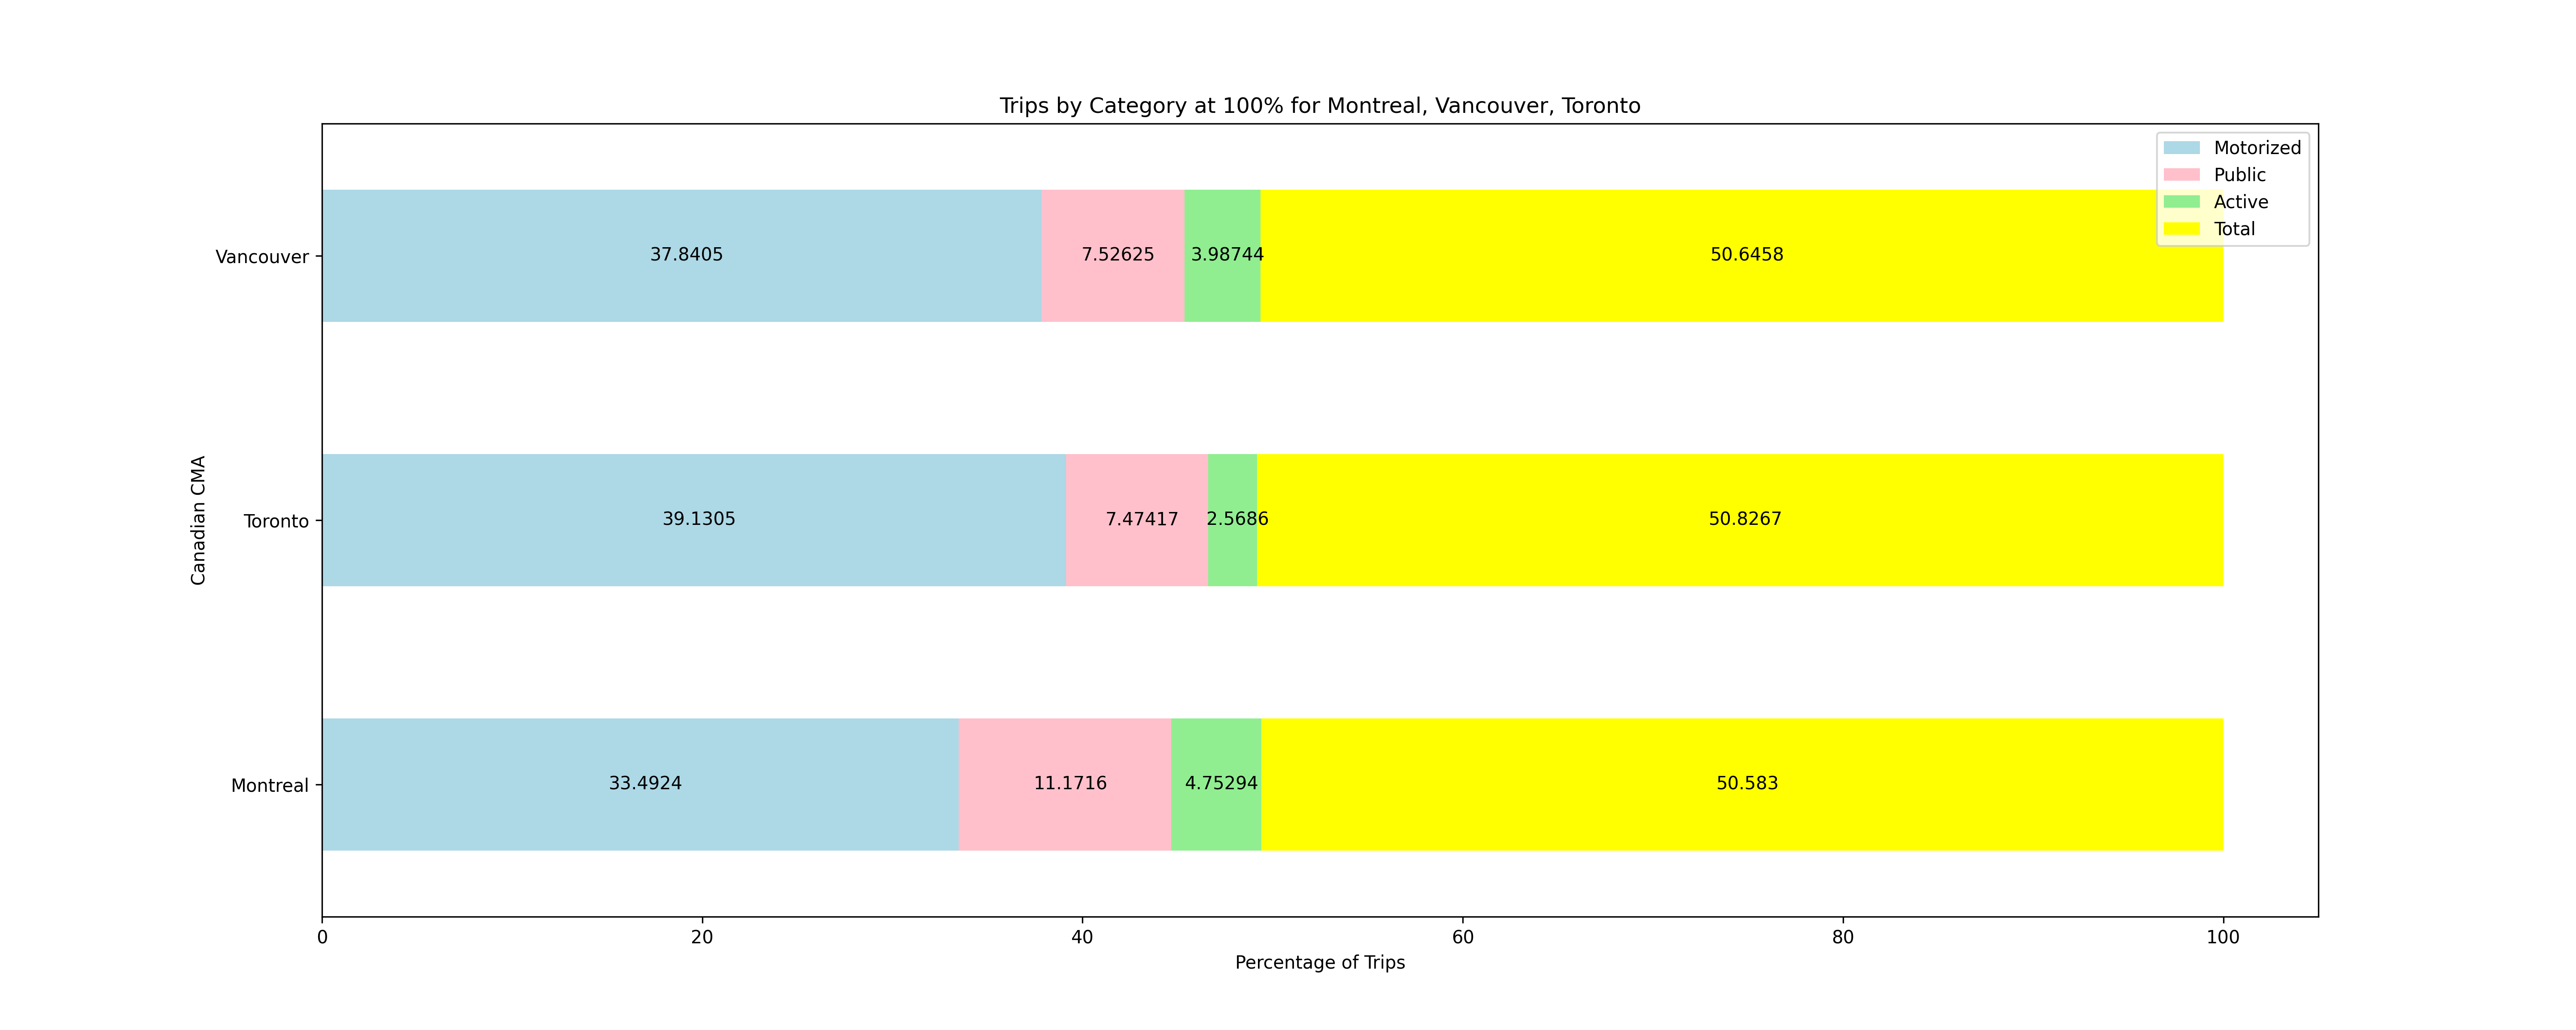 Trips by Category at 100% for Montreal, Vancouver, Toronto
Motorized
Public
Active
Total
Vancouver
37.8405
7.52625
3.98744
50.6458
Canadian CMA
Toronto
39.1305
7.47417
2.5686
50.8267
Montreal
33.4924
11.1716
4.75294
50.583
0
20
40
60
80
100
Percentage of Trips